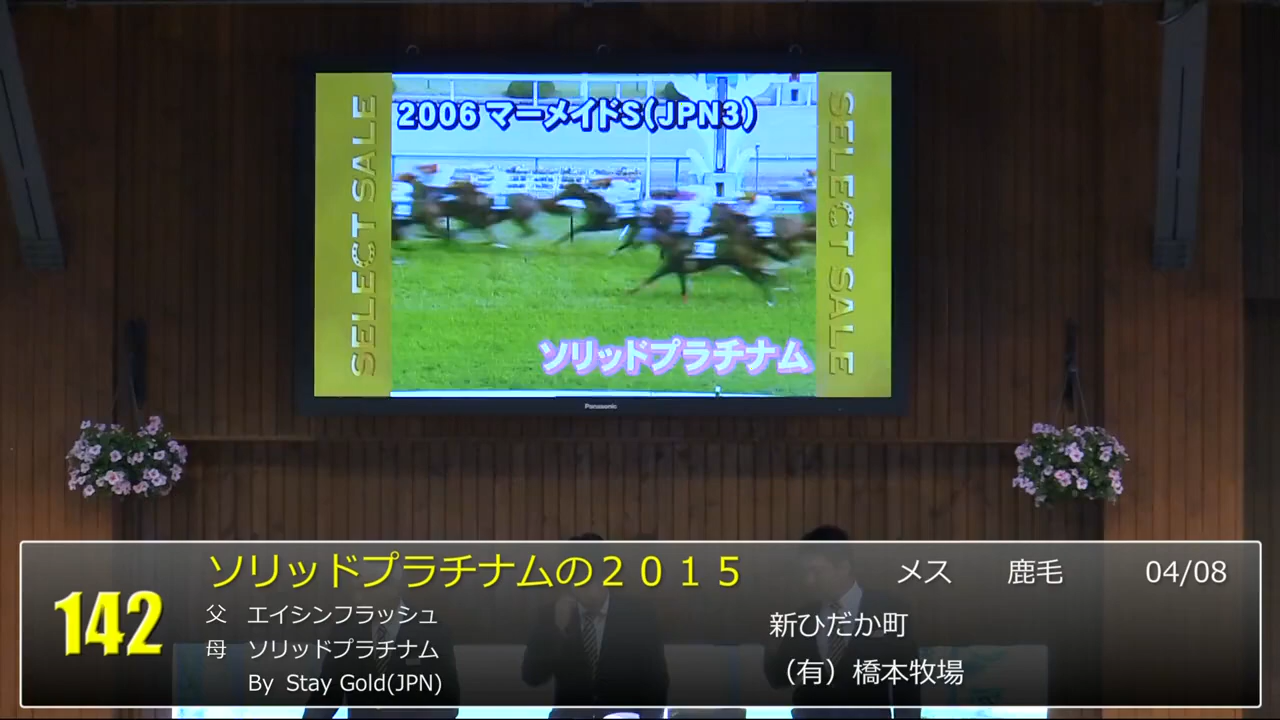 2006 マーメイドS(JPN3)
SELECT SALE
SELECT SALE
ソリッドプラチナム
Panasonic
142
ソリッドプラチナムの2015
メス 鹿毛 04/08
父 エイシンフラッシュ
母 ソリッドプラチナム
By Stay Gold(JPN)
新ひだか町
(有)橋本牧場